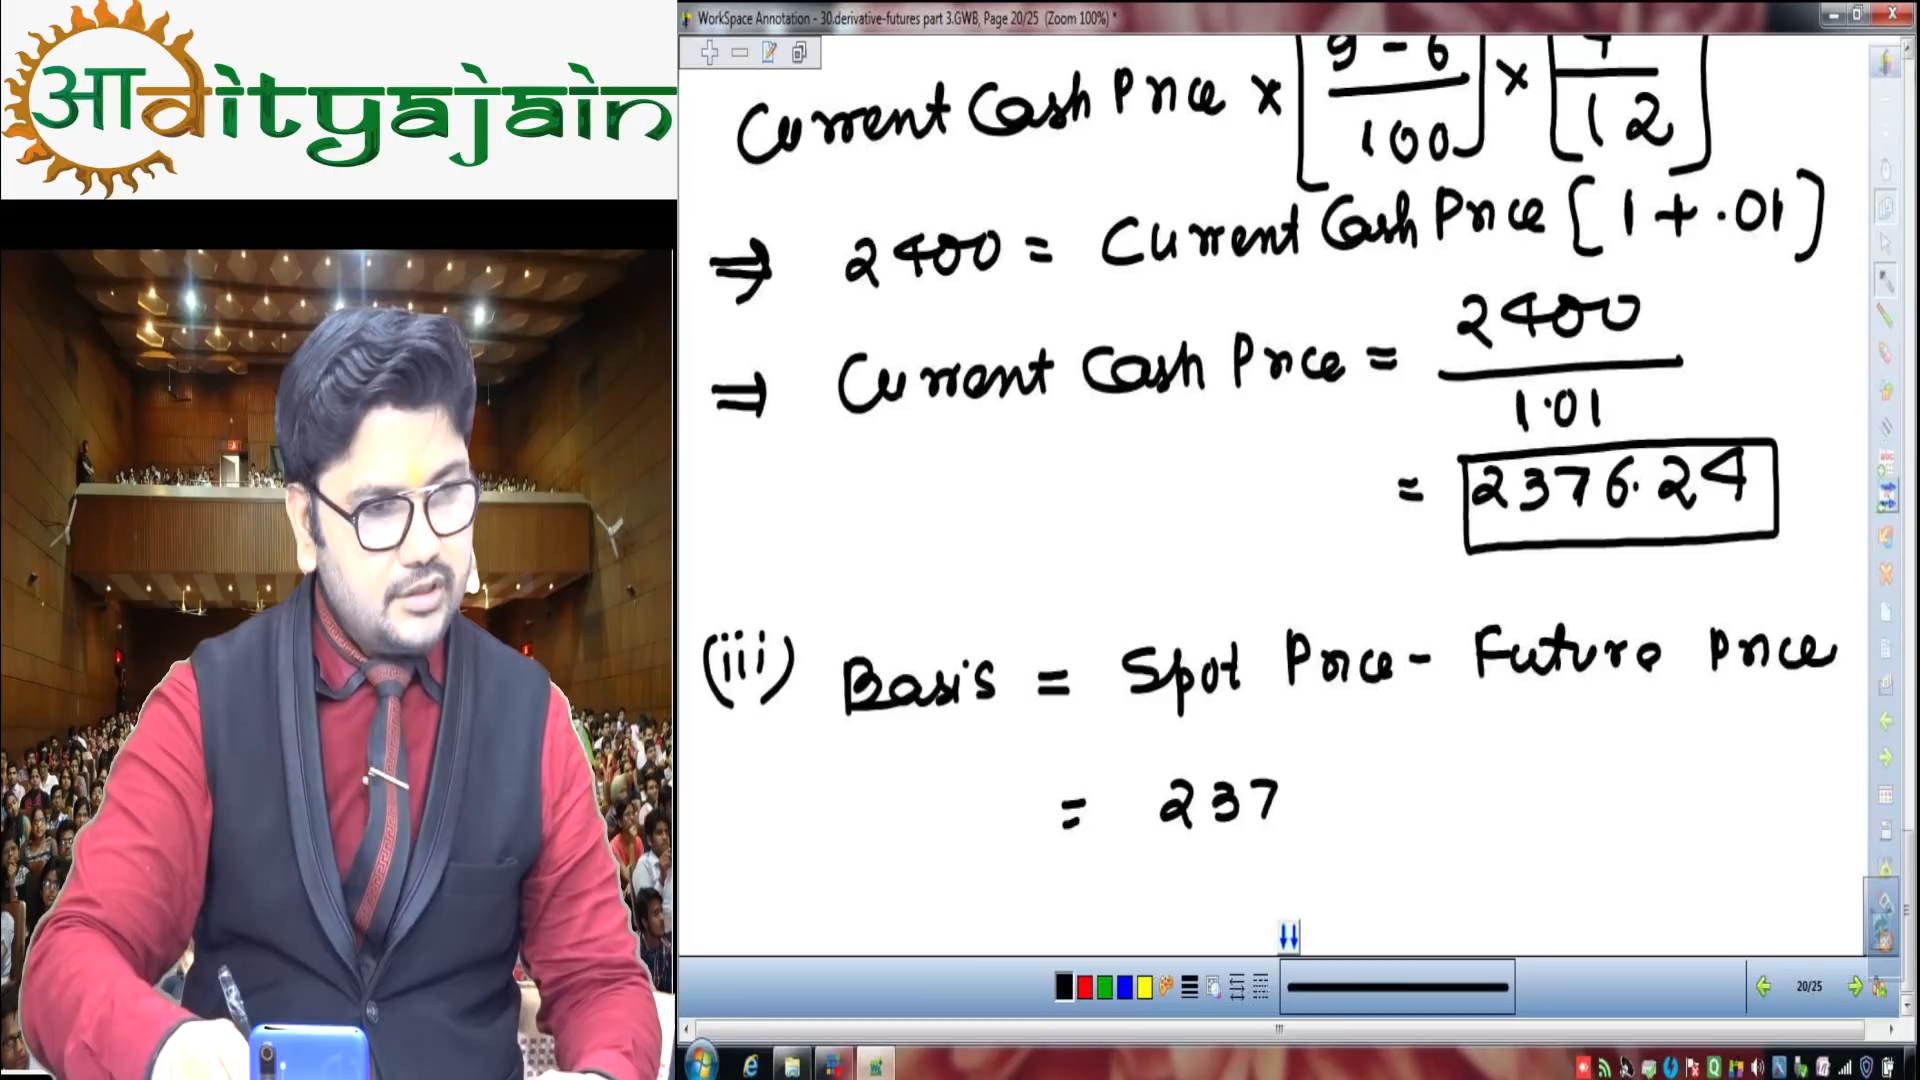 आdityajain
WorkSpace Annotation - 30.derivative-futures part 3.GWB, Page 20/25 (Zoom 100%) *
Current Cash Price × [9 - 6 / 100] × [4 / 12]
⇒ 2400 = Current Cash Price [1 + .01]
⇒ Current Cash Price = 2400 / 1.01
= 2376.24
(iii) Basis = Spot Price - Future Price
= 237
20/25